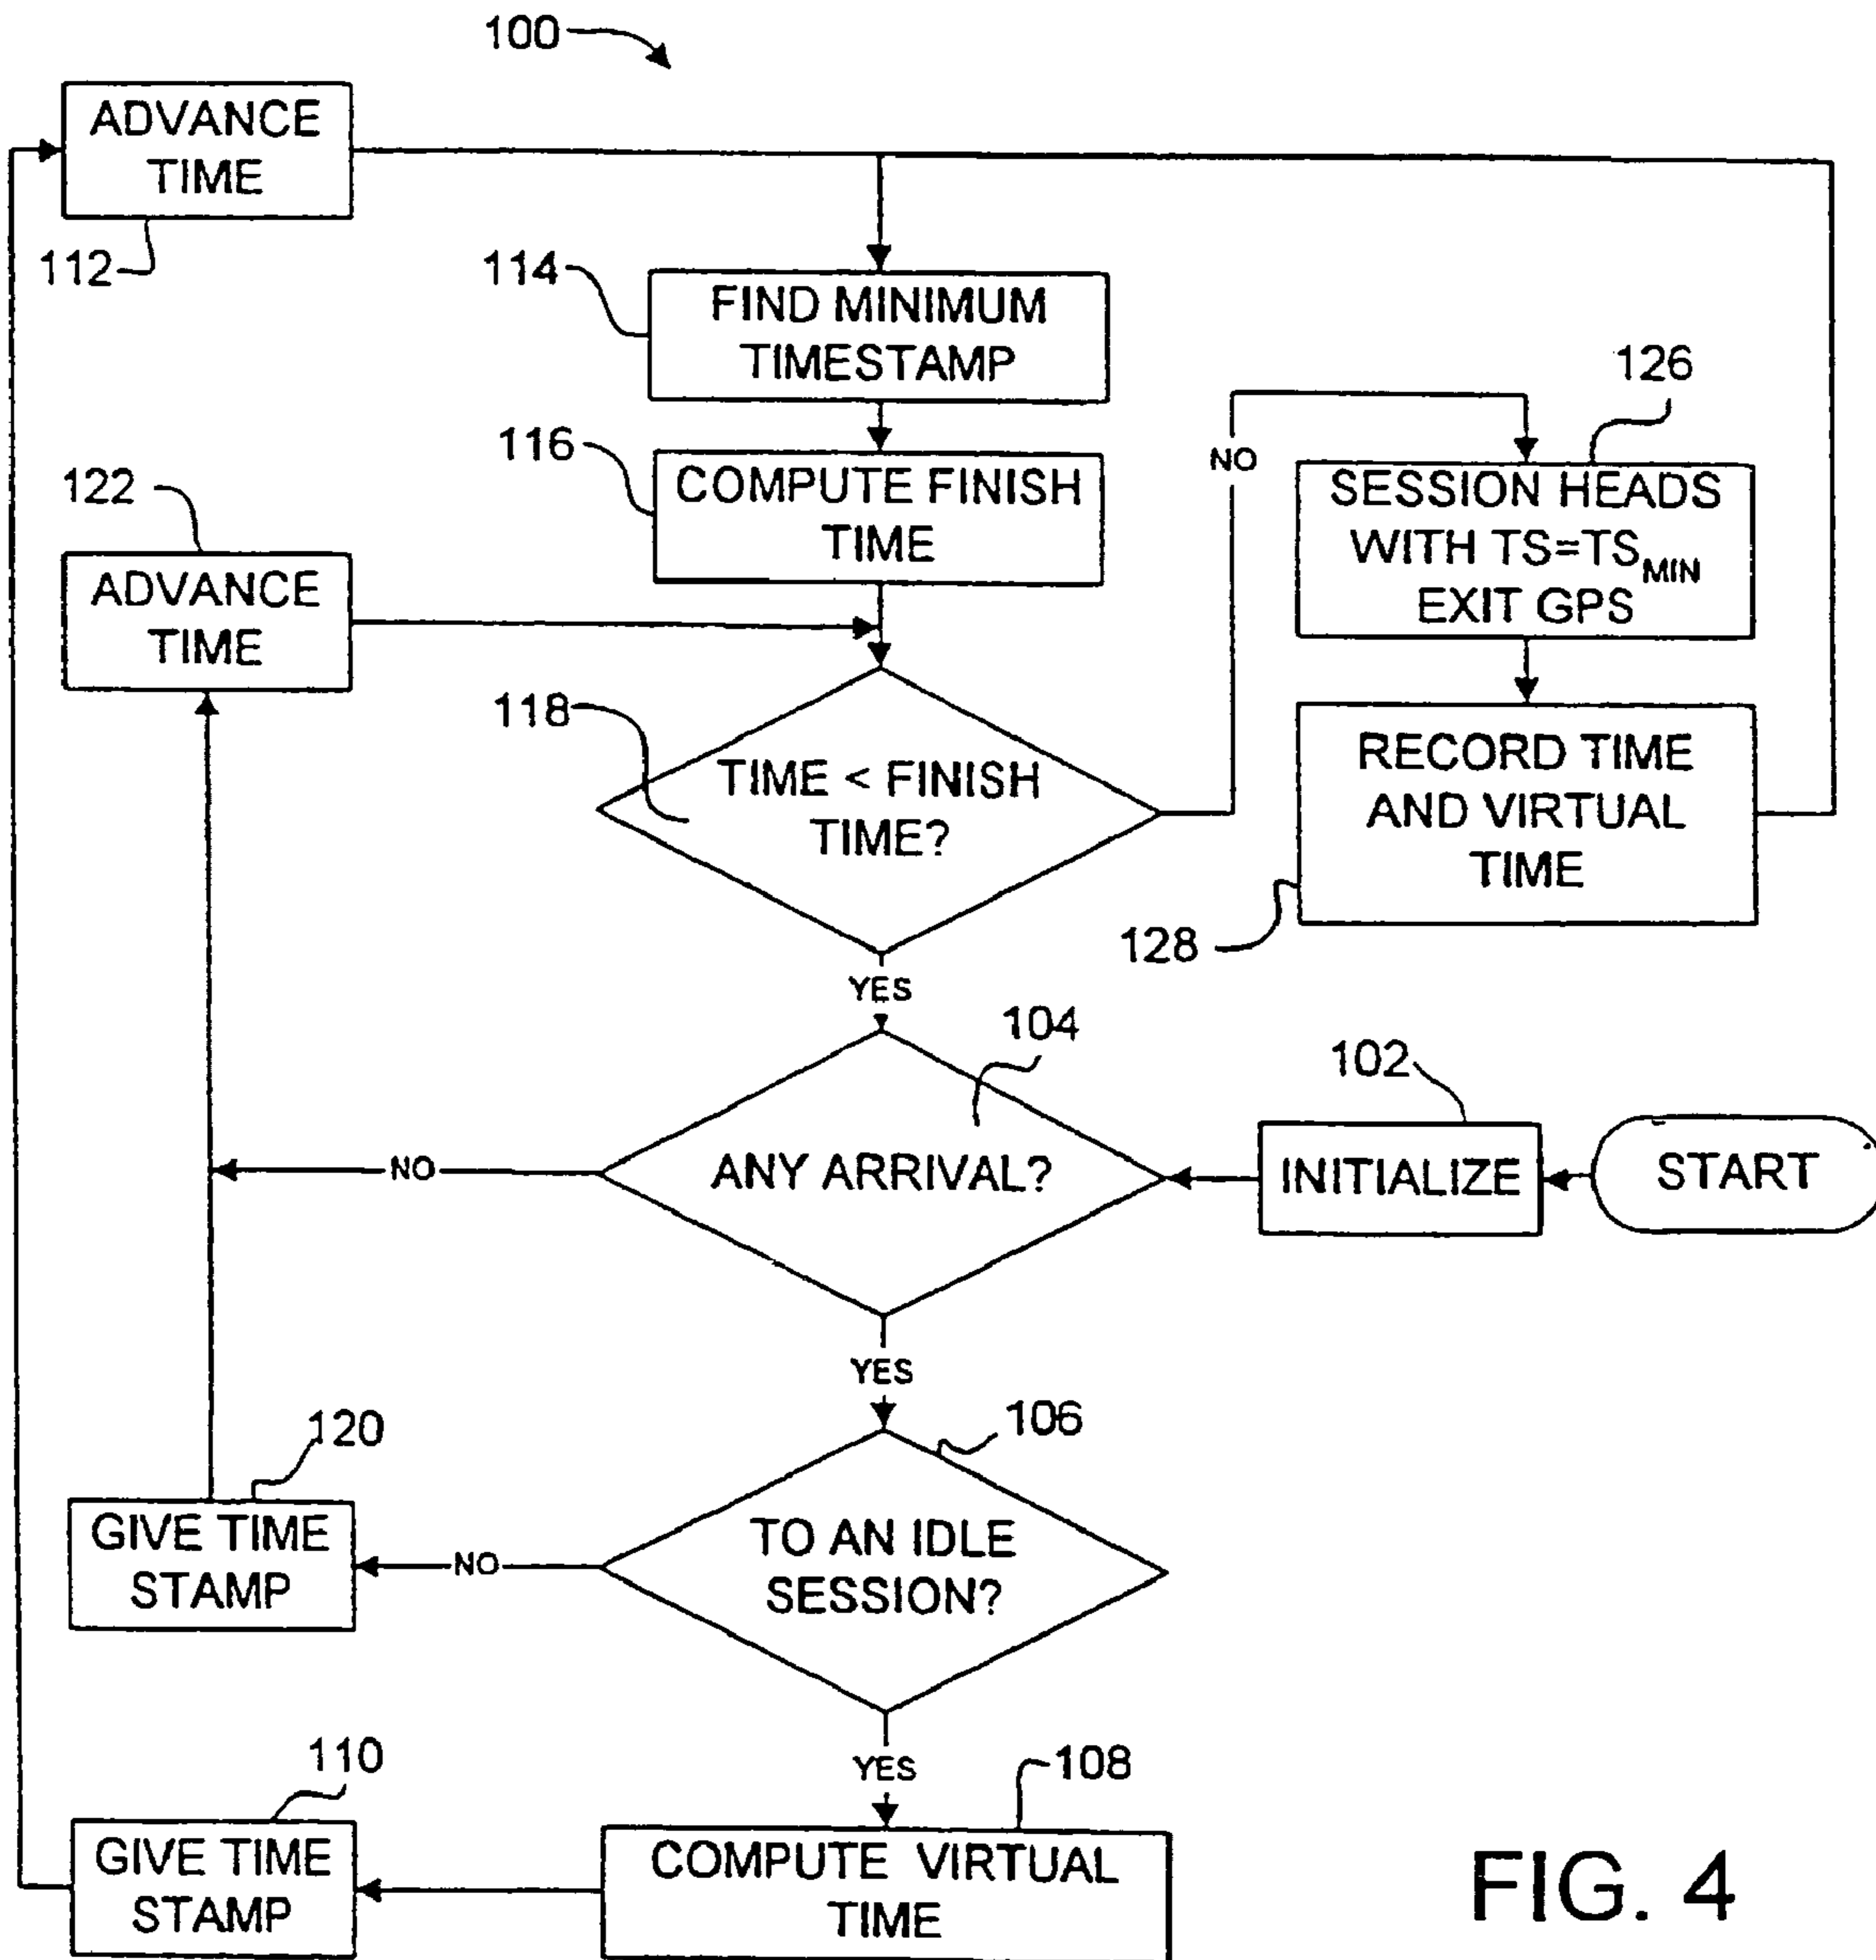 100
ADVANCE
TIME
112
114
FIND MINIMUM
TIMESTAMP
116
COMPUTE FINISH
TIME
122
ADVANCE
TIME
118
TIME < FINISH
TIME?
NO
126
SESSION HEADS
WITH TS=TSMIN
EXIT GPS
RECORD TIME
AND VIRTUAL
TIME
128
YES
104
ANY ARRIVAL?
NO
102
INITIALIZE
START
YES
106
TO AN IDLE
SESSION?
NO
120
GIVE TIME
STAMP
YES
108
COMPUTE VIRTUAL
TIME
110
GIVE TIME
STAMP
FIG. 4